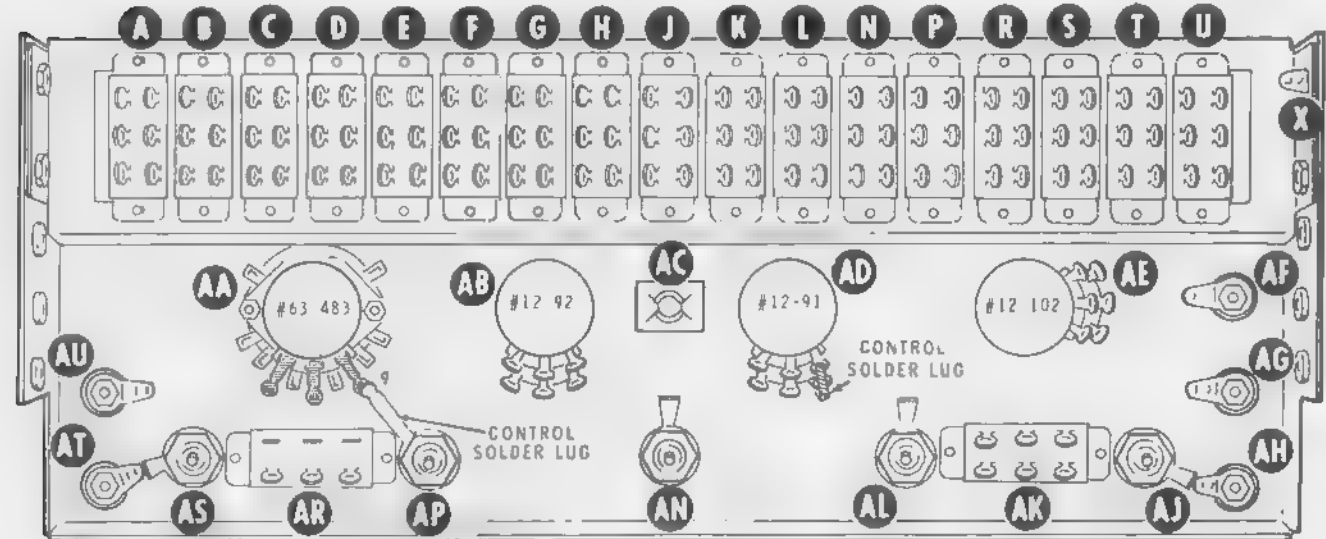 A B C D E F G H J K L N P R S T U
X
AA
#63 483
AB
#12 92
AC
#12-91
AD
#12 102
AE
AF
CONTROL
SOLDER LUG
AU
9
AG
CONTROL
SOLDER LUG
AT
AH
AS
AR
AP
AN
AL
AK
AJ